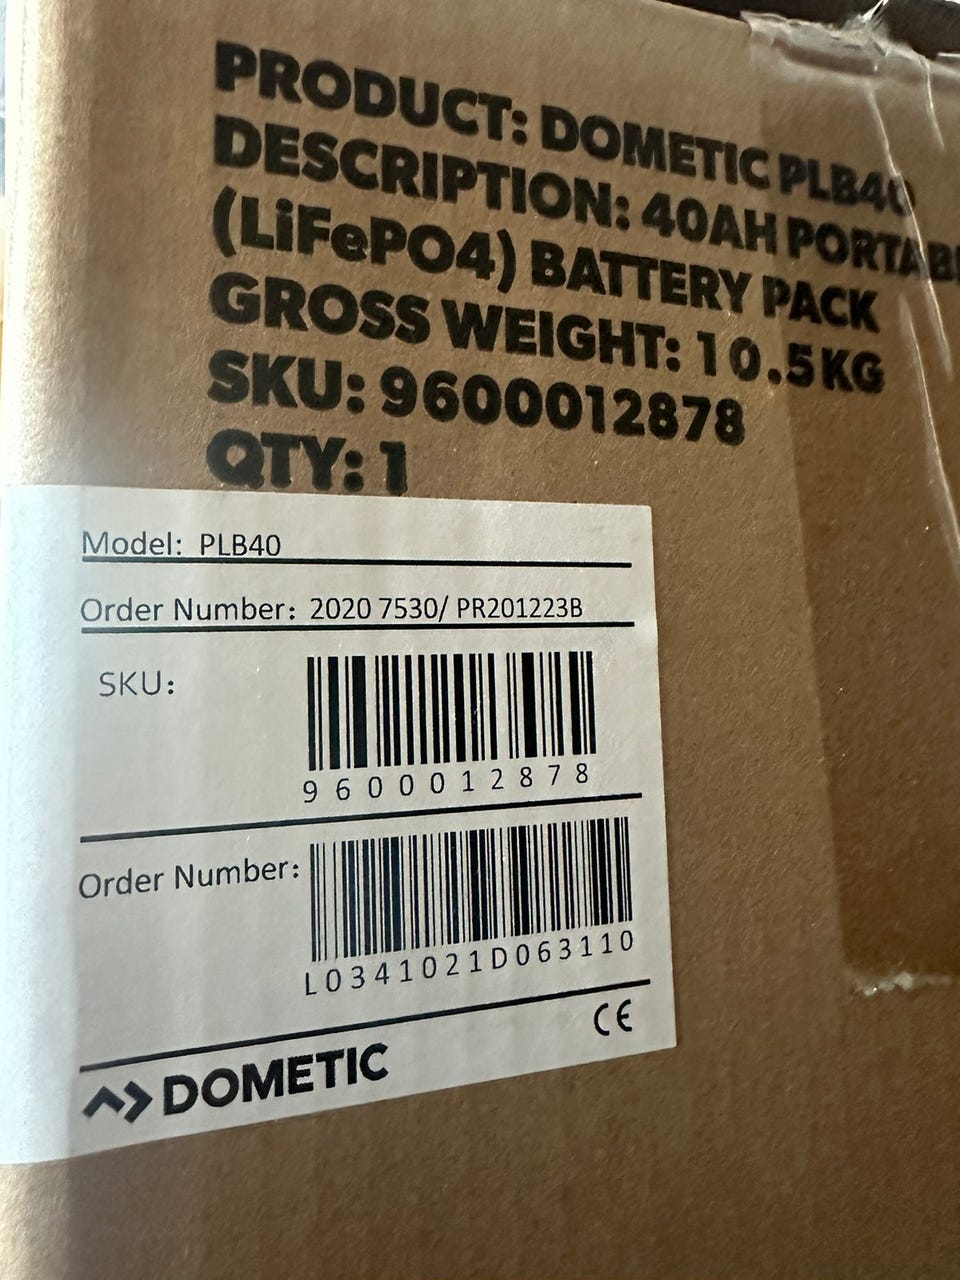 PRODUCT: DOMETIC PLB40
DESCRIPTION: 40AH
(LiFePO4) BATTERY PACK
GROSS WEIGHT: 10.5KG
SKU: 9600012878
QTY: 1
Model: PLB40
Order Number: 2020 7530/ PR201223B
SKU:
9600012878
Order Number:
L0341021D063110
CE
DOMETIC